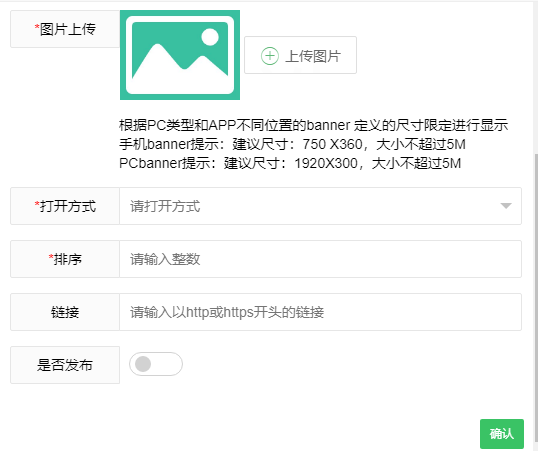 *图片上传
上传图片
根据PC类型和APP不同位置的banner 定义的尺寸限定进行显示
手机banner提示：建议尺寸：750 X360，大小不超过5M
PCbanner提示：建议尺寸：1920X300，大小不超过5M
*打开方式 请打开方式
*排序 请输入整数
链接 请输入以http或https开头的链接
是否发布
确认